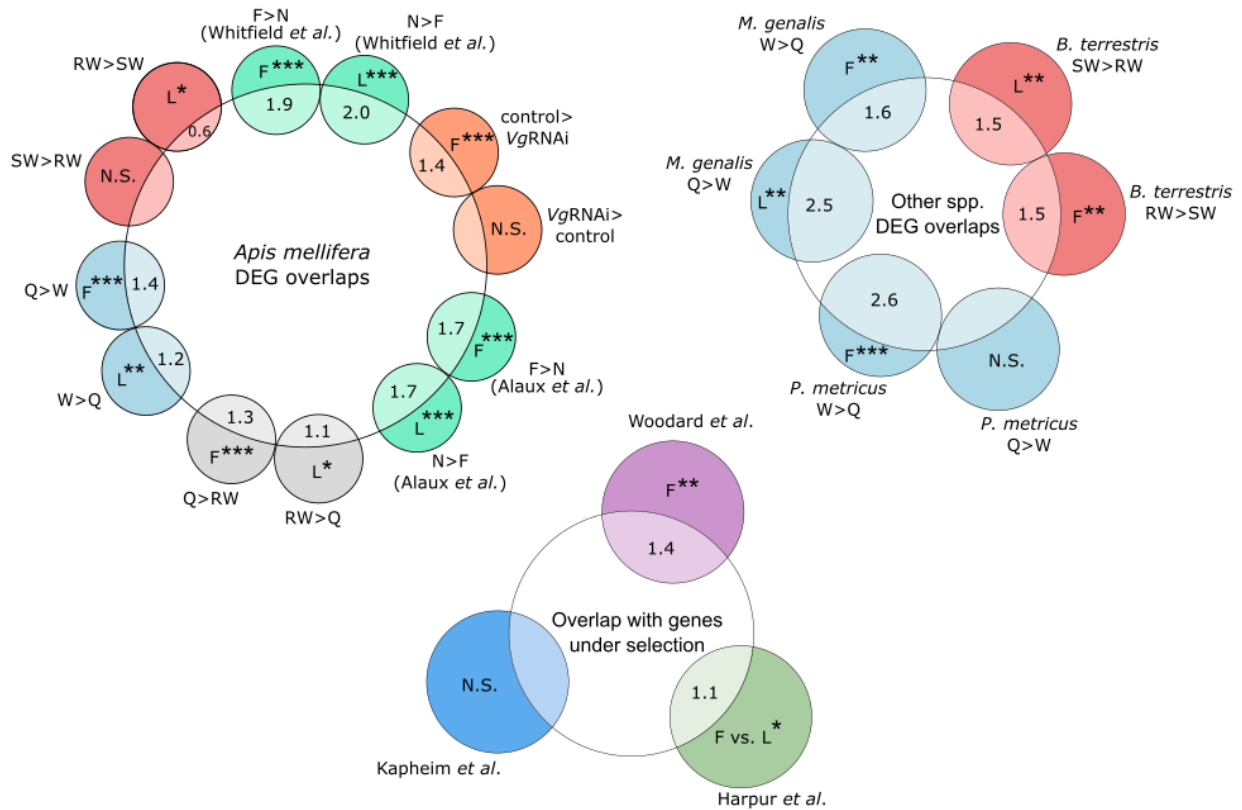 F>N
(Whitfield et al.)
N>F
(Whitfield et al.)
RW>SW
F***
1.9
L***
2.0
L*
0.6
control>
VgRNAi
F***
1.4
SW>RW
N.S.
VgRNAi>
control
N.S.
Apis mellifera
DEG overlaps
Q>W
F***
1.4
W>Q
L**
1.2
1.7
F***
F>N
(Alaux et al.)
1.7
L***
N>F
(Alaux et al.)
1.3
F***
Q>RW
1.1
L*
RW>Q
M. genalis
W>Q
F**
1.6
B. terrestris
SW>RW
L**
1.5
M. genalis
Q>W
L**
2.5
Other spp.
DEG overlaps
1.5
F**
B. terrestris
RW>SW
2.6
F***
P. metricus
W>Q
N.S.
P. metricus
Q>W
Woodard et al.
F**
1.4
Overlap with genes
under selection
N.S.
Kapheim et al.
1.1
F vs. L*
Harpur et al.